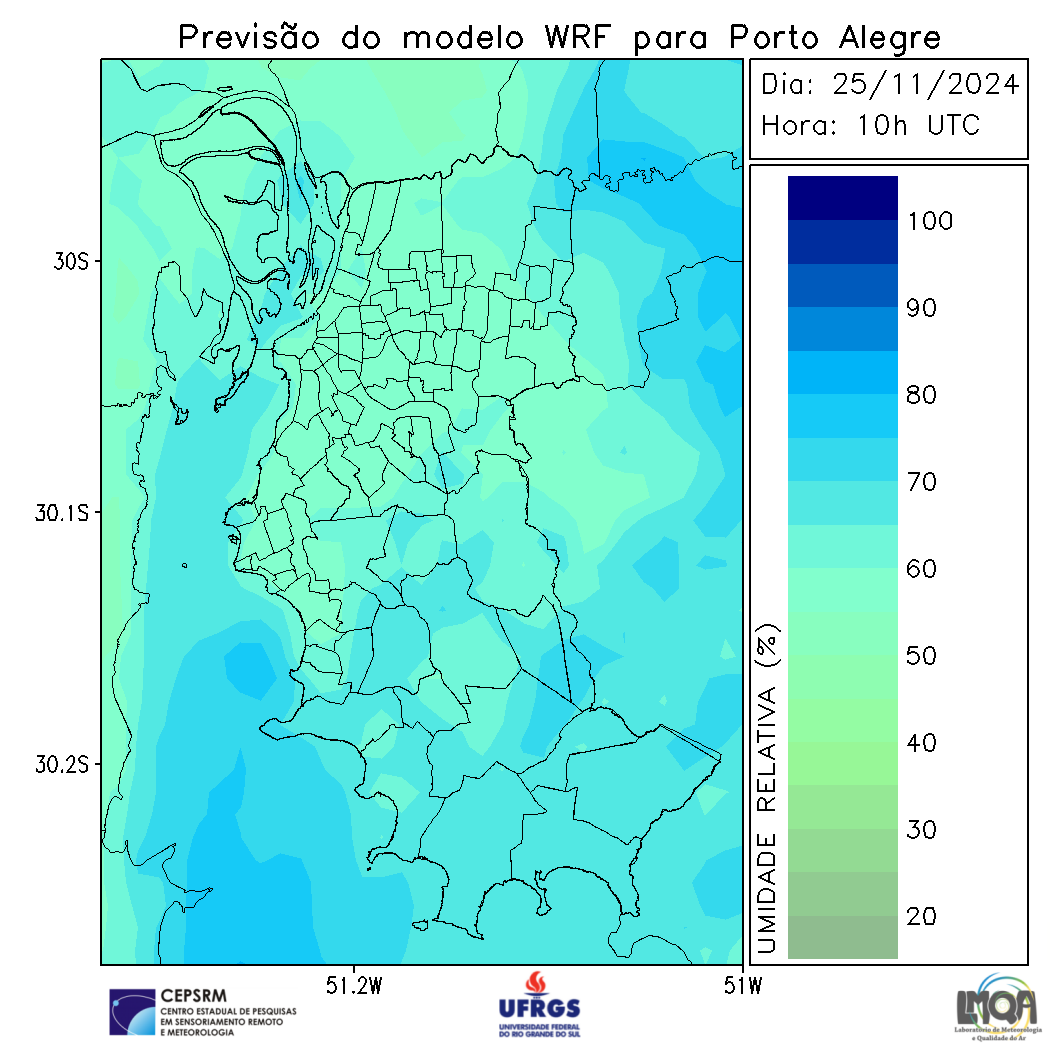 Previsão do modelo WRF para Porto Alegre
Dia: 25/11/2024
Hora: 10h UTC
30S
30.1S
30.2S
51.2W
51W
100
90
80
70
60
50
40
30
20
UMIDADE RELATIVA (%)
CEPSRM
CENTRO ESTADUAL DE PESQUISAS
EM SENSORIAMENTO REMOTO
E METEOROLOGIA
UFRGS
UNIVERSIDADE FEDERAL
DO RIO GRANDE DO SUL
LMQA
Laboratório de Meteorologia
e Qualidade do Ar